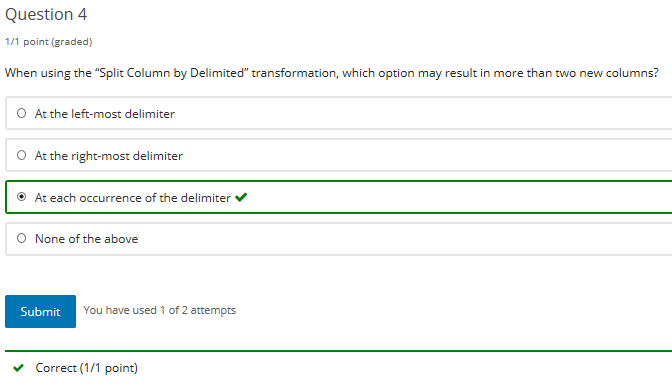 Question 4
1/1 point (graded)
When using the “Split Column by Delimited” transformation, which option may result in more than two new columns?
At the left-most delimiter
At the right-most delimiter
At each occurrence of the delimiter
None of the above
Submit
You have used 1 of 2 attempts
Correct (1/1 point)